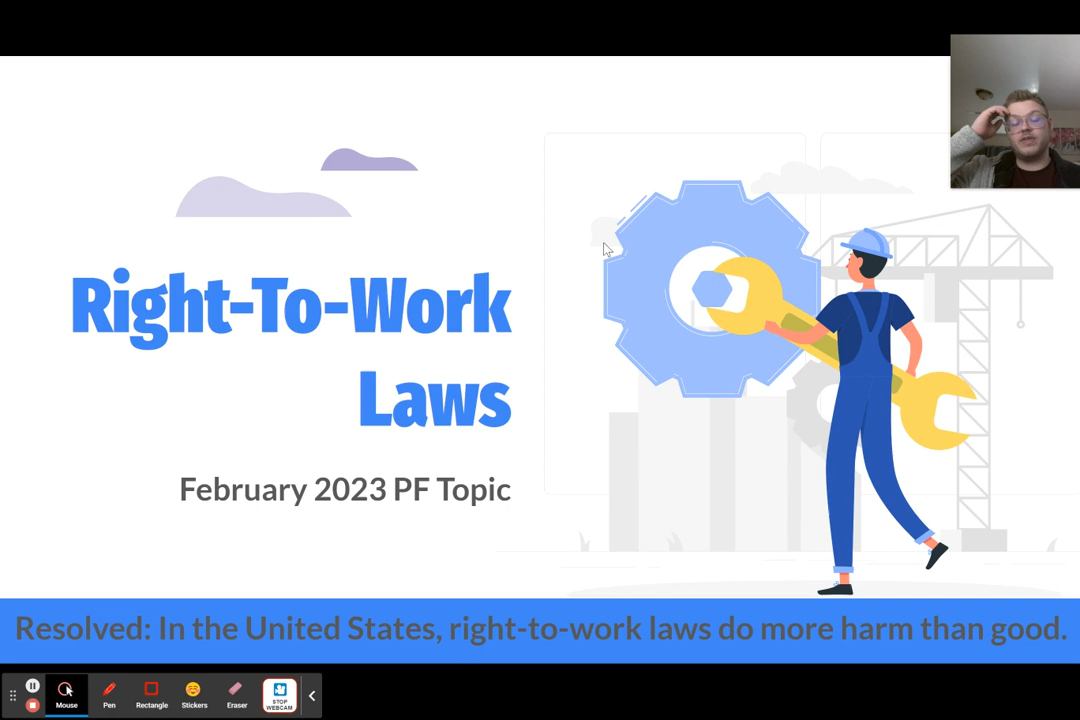 Right-To-Work
Laws
February 2023 PF Topic
Resolved: In the United States, right-to-work laws do more harm than good.
Mouse
Pen
Rectangle
Stickers
Eraser
STOP
WEBCAM